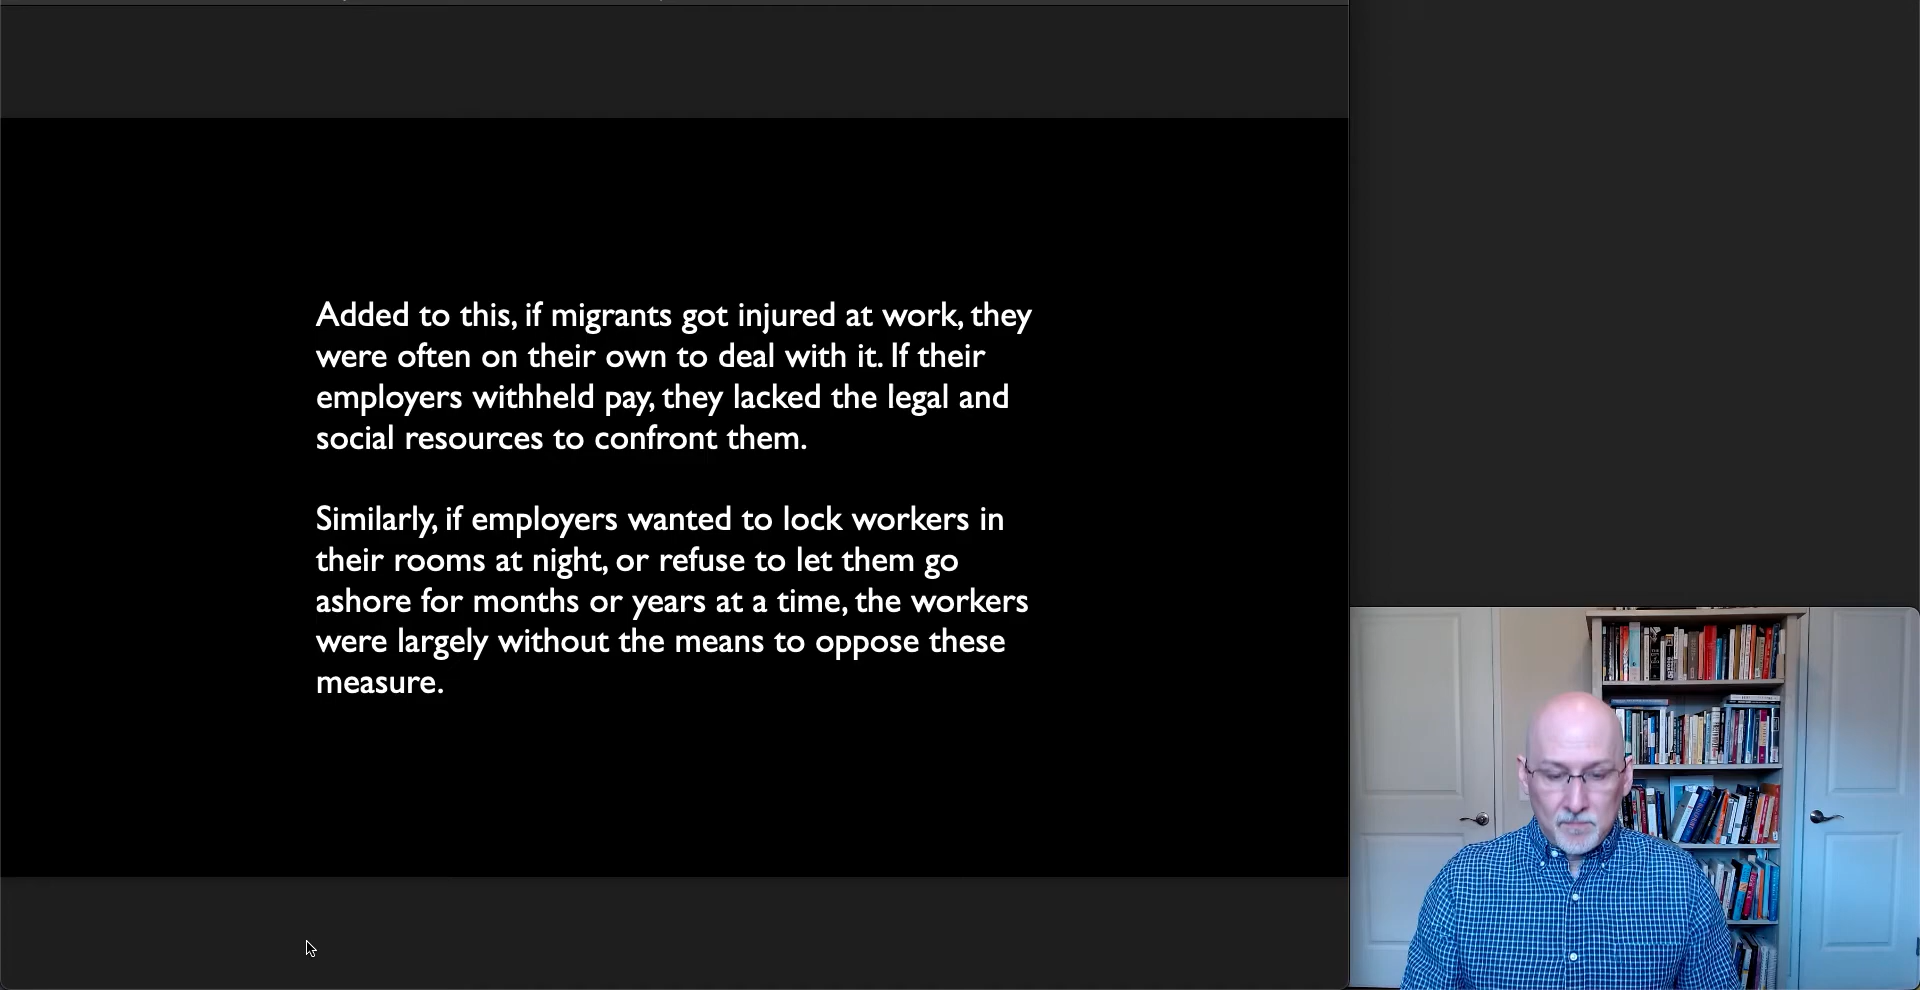 Added to this, if migrants got injured at work, they
were often on their own to deal with it. If their
employers withheld pay, they lacked the legal and
social resources to confront them.
Similarly, if employers wanted to lock workers in
their rooms at night, or refuse to let them go
ashore for months or years at a time, the workers
were largely without the means to oppose these
measure.